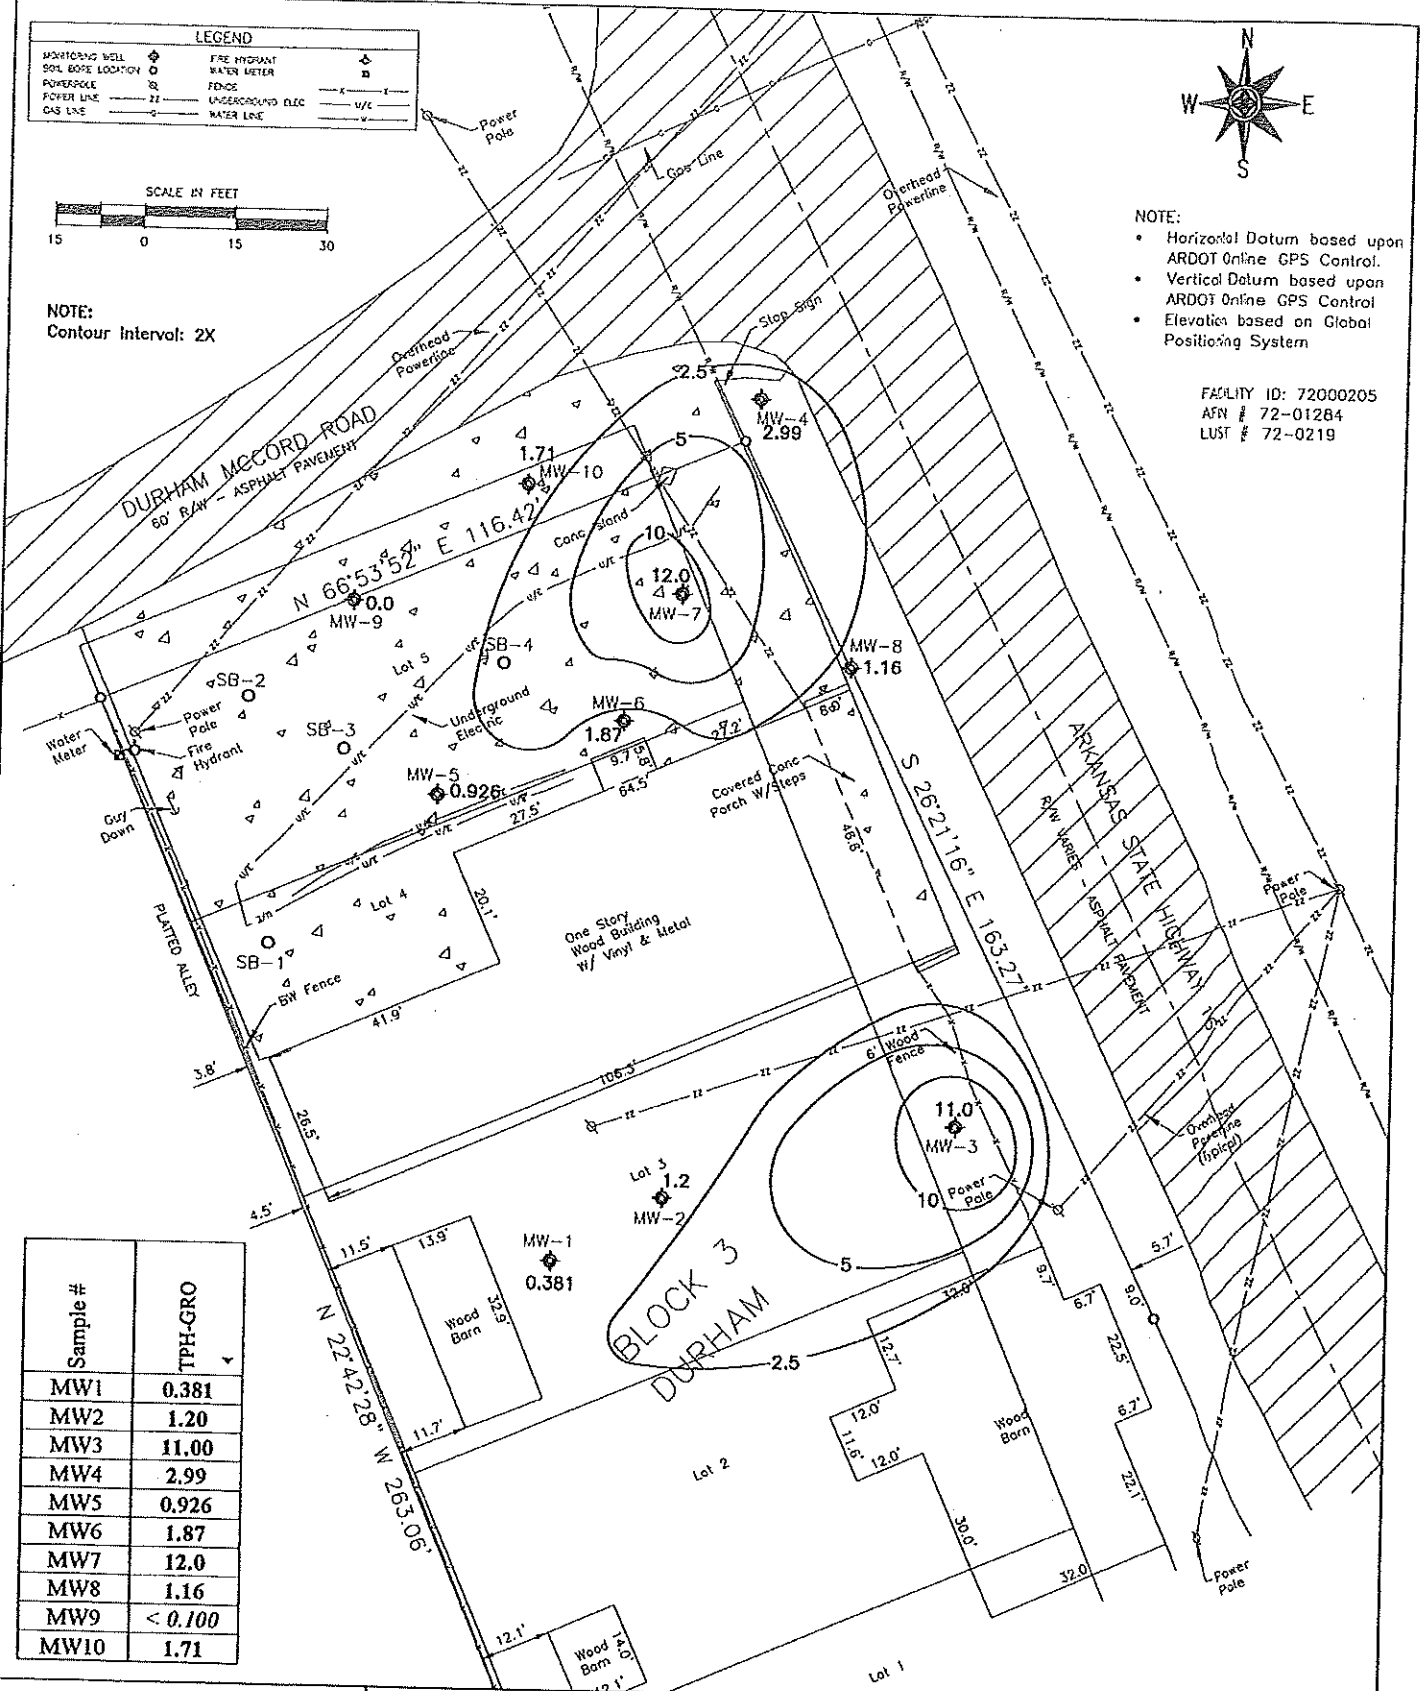 LEGEND
MONITORING WELL
SOIL BORE LOCATION
POWERPOLE
POWER LINE
GAS LINE
FIRE HYDRANT
WATER METER
FENCE
UNDERGROUND ELEC
WATER LINE
SCALE IN FEET
15 0 15 30
NOTE:
Contour Interval: 2X
N
W E
S
NOTE:
• Horizontal Datum based upon
ARDOT Online GPS Control.
• Vertical Datum based upon
ARDOT Online GPS Control
• Elevation based on Global
Positioning System
FACILITY ID: 72000205
AFIN # 72-01284
LUST # 72-0219
Power
Pole
Gas Line
Overhead
Powerline
Stop Sign
Overhead
Powerline
DURHAM MCCORD ROAD
60' R/W - ASPHALT PAVEMENT
N 66°53'52" E 116.42'
2.5
MW-4
2.99
5
1.71
MW-10
Conc Island
10
12.0
MW-7
0.0
MW-9
SB-4
Lot 5
SB-2
SB-3
Power
Pole
Fire
Hydrant
Water
Meter
Guy
Down
Underground
Electric
MW-6
1.87
MW-8
1.16
MW-5
0.926
27.2'
9.7'
5.8'
64.5'
27.5'
Covered Conc
Porch W/Steps
46.6'
S 26°21'16" E 163.27'
ARKANSAS STATE HIGHWAY
R/W VARIES - ASPHALT PAVEMENT
Power
Pole
PLATTED ALLEY
Lot 4
20.1'
One Story
Wood Building
W/ Vinyl & Metal
SB-1
BW Fence
41.9'
3.8'
26.5'
106.3'
6' Wood
Fence
11.0
MW-3
10
Power
Pole
Overhead
Powerline
(Typical)
Lot 3
1.2
MW-2
4.5'
11.5'
13.9'
MW-1
0.381
Wood
Barn
32.9'
11.7'
BLOCK 3
DURHAM
5
2.5
32.0'
9.7'
6.7'
5.7'
9.0'
22.5'
6.7'
22.1'
12.7'
12.0'
11.6'
12.0'
30.0'
32.0'
Wood
Barn
Lot 2
N 22°42'28" W 263.06'
12.1'
Wood
Barn
14.0'
Lot 1
Power
Pole
Sample # TPH-GRO
MW1 0.381
MW2 1.20
MW3 11.00
MW4 2.99
MW5 0.926
MW6 1.87
MW7 12.0
MW8 1.16
MW9 < 0.100
MW10 1.71